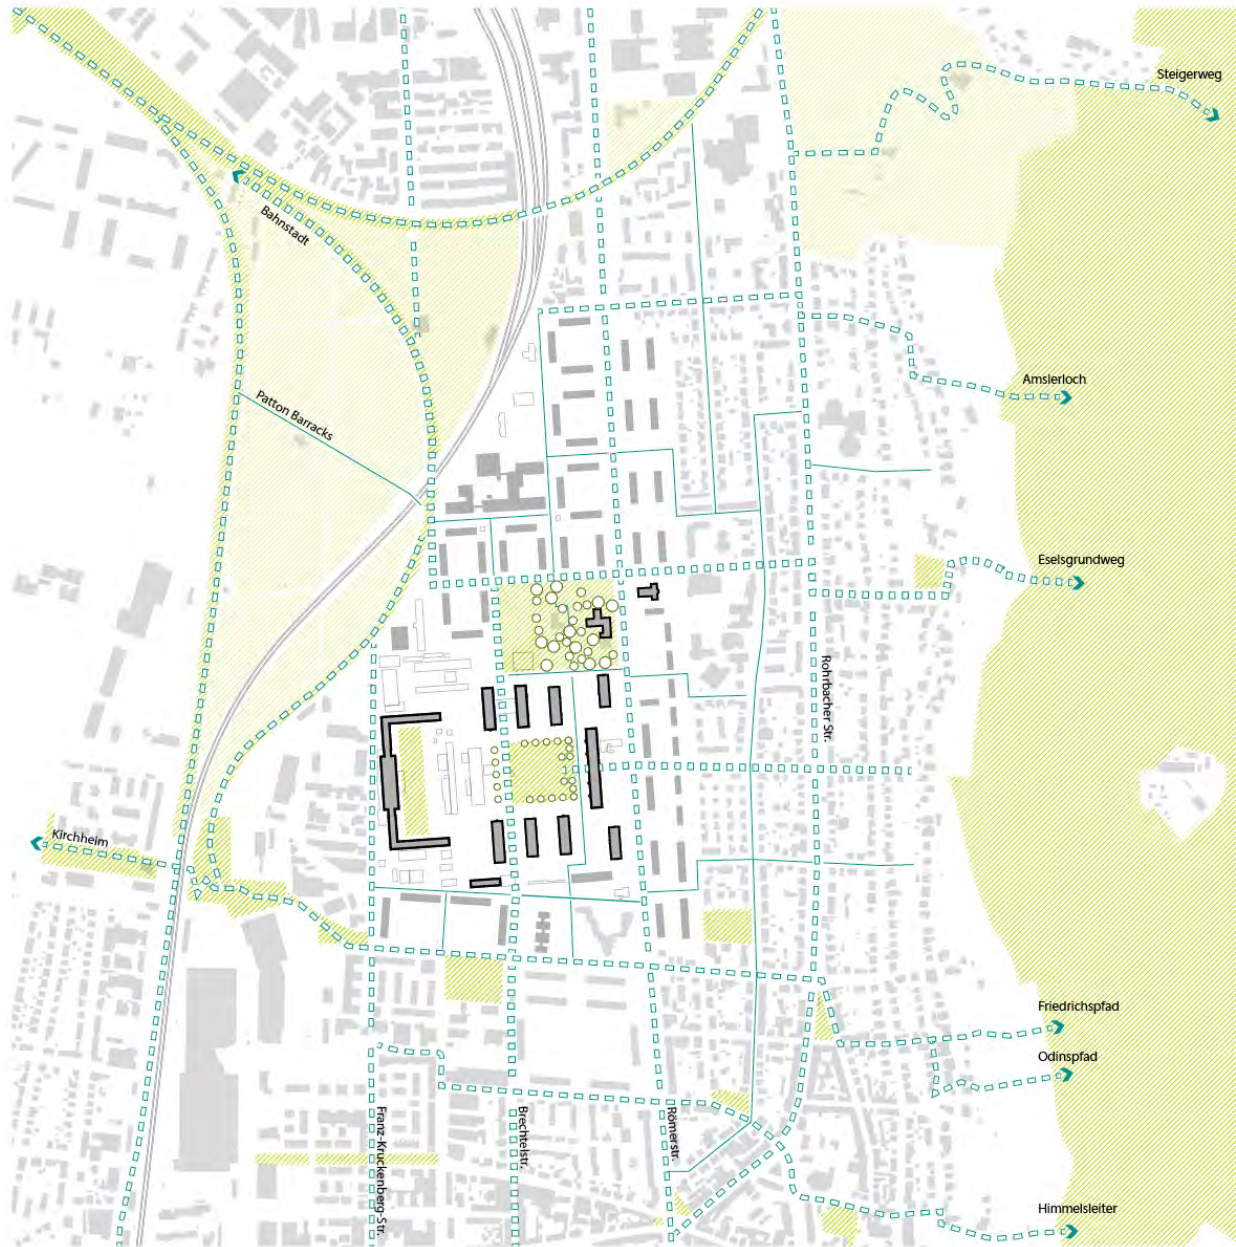 Steigerweg
Bahnstadt
Amslerloch
Patton Barracks
Eselsgrundweg
Rohrbacher Str.
Kirchheim
Friedrichspfad
Odinspfad
Franz-Kruckenberg-Str.
Brechtelstr.
Römerstr.
Himmelsleiter